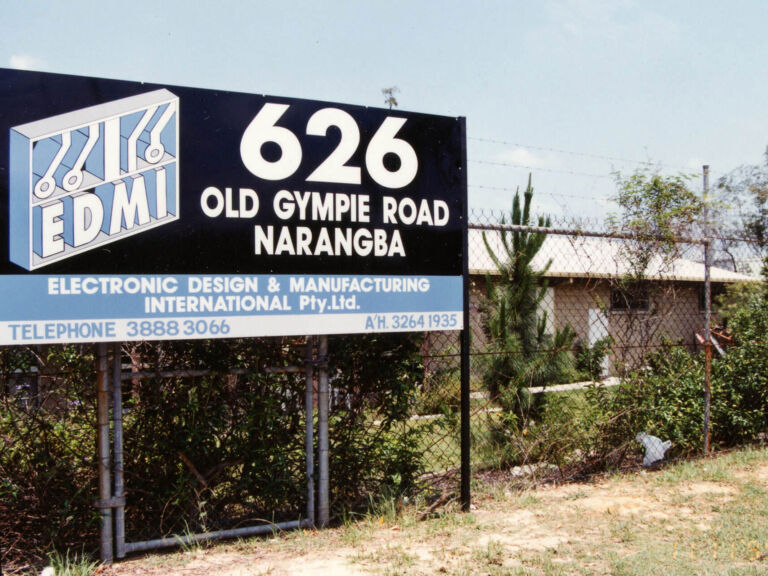 EDMI
626
OLD GYMPIE ROAD
NARANGBA
ELECTRONIC DESIGN & MANUFACTURING
INTERNATIONAL Pty.Ltd.
TELEPHONE 3888 3066 A/H. 3264 1935